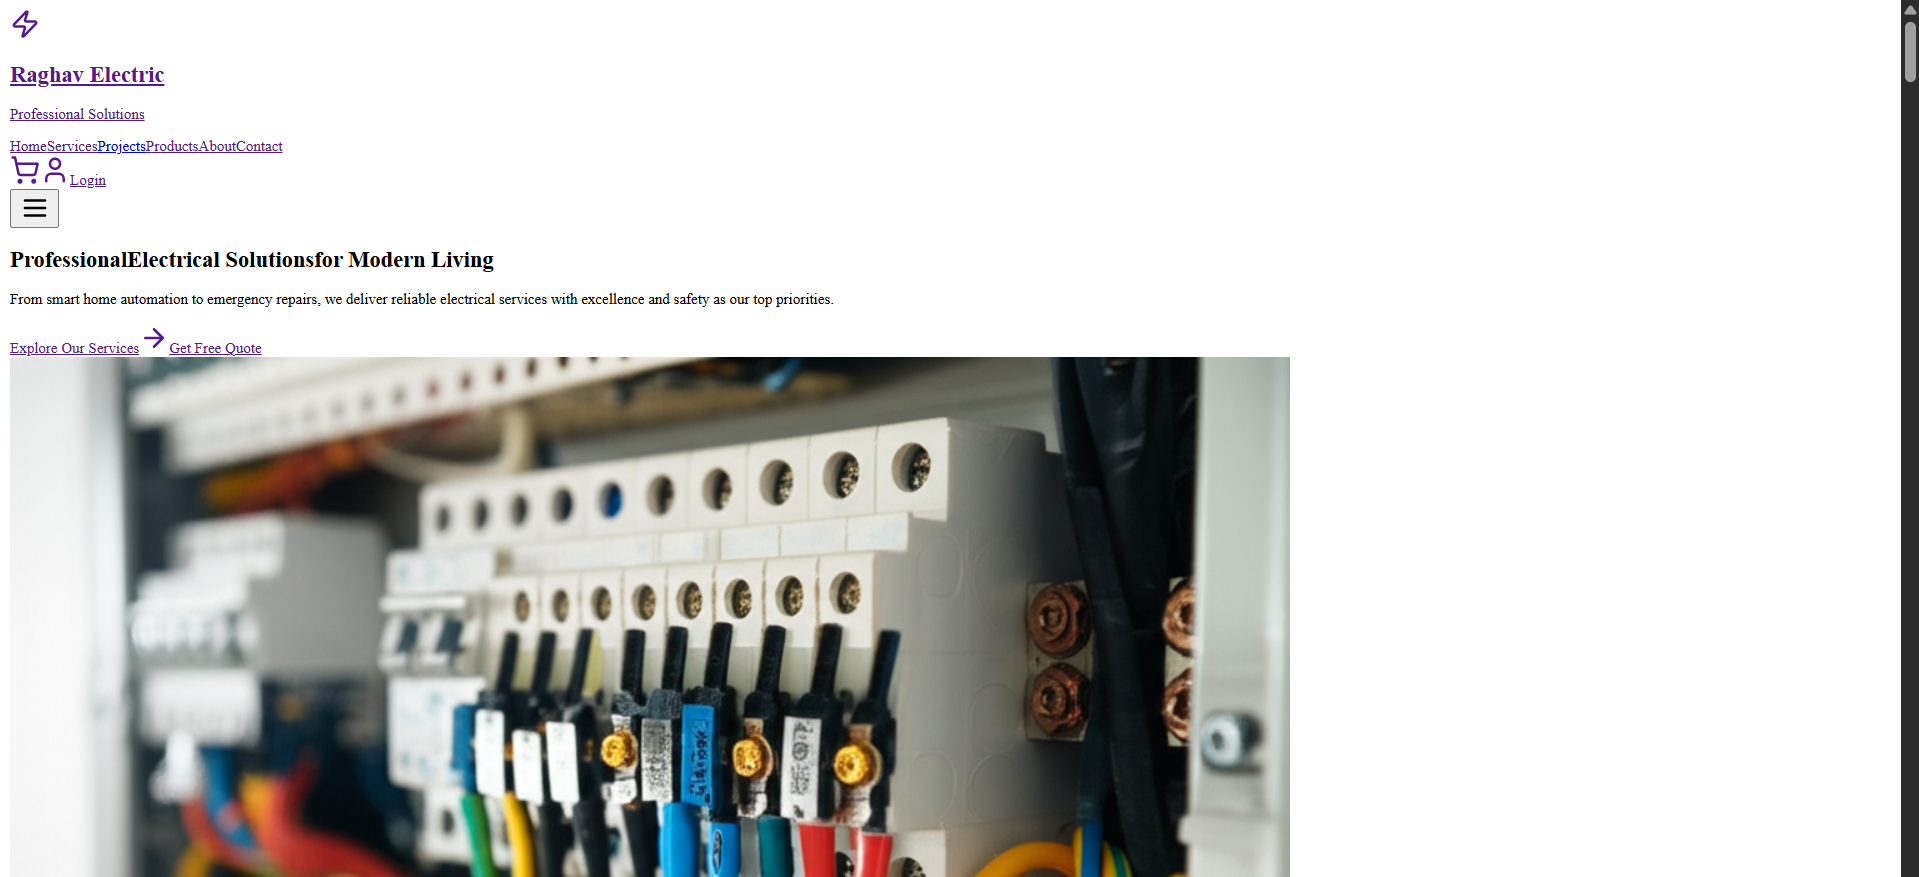 Raghav Electric
Professional Solutions
HomeServicesProjectsProductsAboutContact
Login
ProfessionalElectrical Solutionsfor Modern Living
From smart home automation to emergency repairs, we deliver reliable electrical services with excellence and safety as our top priorities.
Explore Our Services Get Free Quote